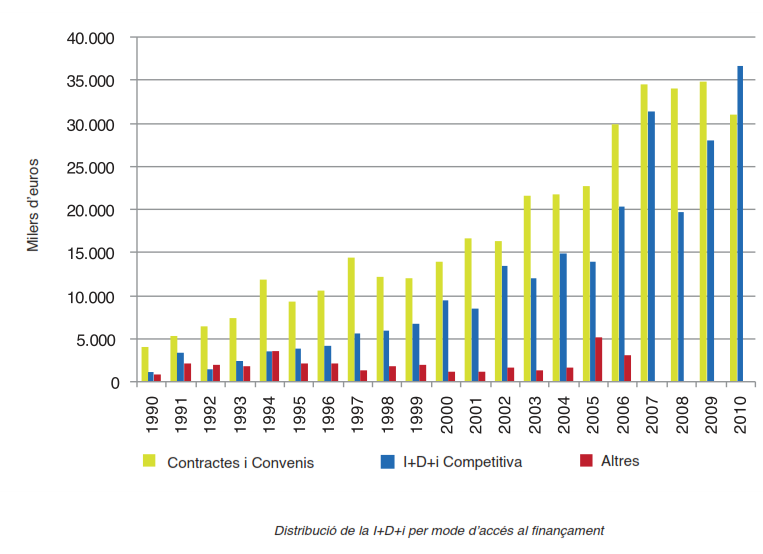 40.000
35.000
30.000
25.000
20.000
15.000
10.000
5.000
0
Milers d'euros
1990 1991 1992 1993 1994 1995 1996 1997 1998 1999 2000 2001 2002 2003 2004 2005 2006 2007 2008 2009 2010
Contractes i Convenis I+D+i Competitiva Altres
Distribució de la I+D+i per mode d'accés al finançament